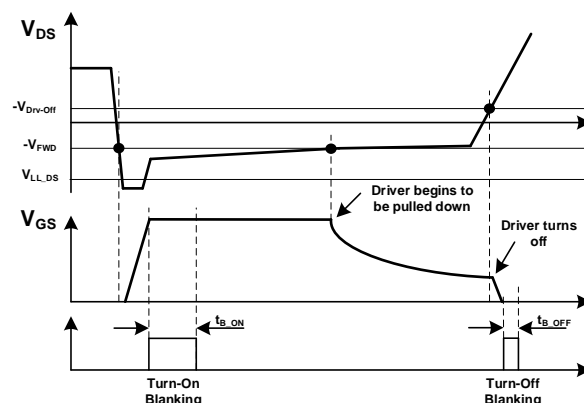 VDS
-VDrv-Off
-VFWD
VLL_DS
Driver begins to
be pulled down
VGS
Driver turns
off
tB_ON
tB_OFF
Turn-On
Blanking
Turn-Off
Blanking